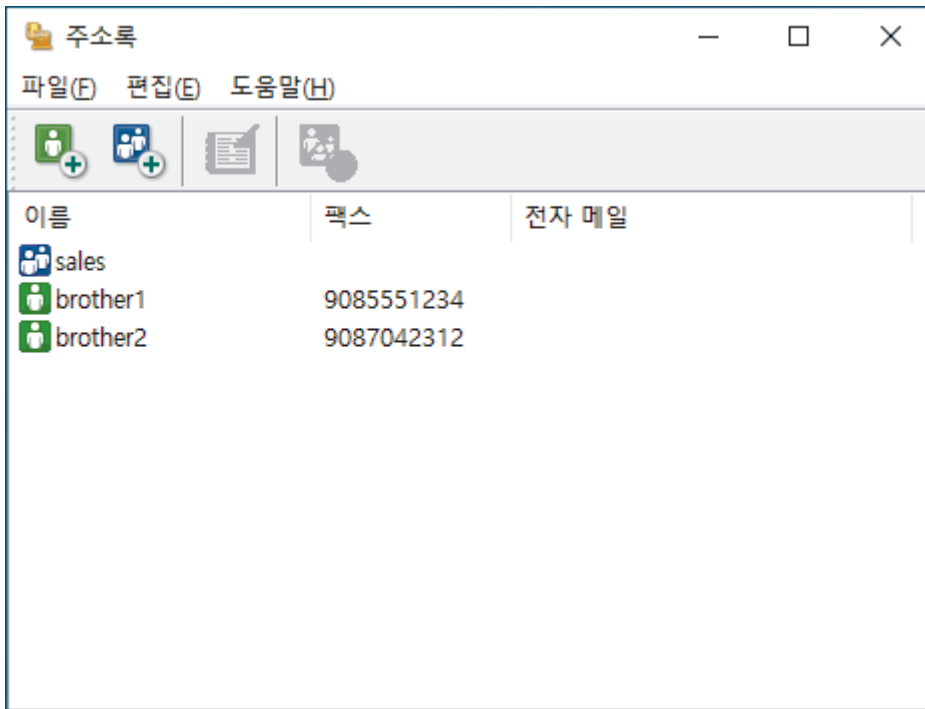 주소록
파일(F) 편집(E) 도움말(H)
이름 팩스 전자 메일
sales
brother1 9085551234
brother2 9087042312